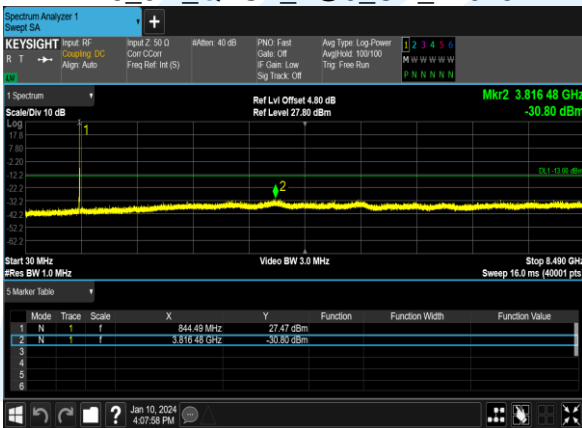 Spectrum Analyzer 1
Swept SA
KEYSIGHT
R T
LW
Input: RF
Coupling: DC
Align: Auto
Input Z: 50 Ω
Corr CCorr
Freq Ref: Int (S)
#Atten: 40 dB
PNO: Fast
Gate: Off
IF Gain: Low
Sig Track: Off
Avg Type: Log-Power
Avg|Hold: 100/100
Trig: Free Run
1 2 3 4 5 6
M W W W W W
P N N N N N
1 Spectrum
Scale/Div 10 dB
Ref Lvl Offset 4.80 dB
Ref Level 27.80 dBm
Mkr2 3.816 48 GHz
-30.80 dBm
Log
17.8
7.80
-2.20
-12.2
-22.2
-32.2
-42.2
-52.2
-62.2
1
2
DL1 -13.00 dBm
Start 30 MHz
#Res BW 1.0 MHz
Video BW 3.0 MHz
Stop 8.490 GHz
Sweep 16.0 ms (40001 pts
5 Marker Table
Mode Trace Scale X Y Function Function Width Function Value
1 N 1 f 844.49 MHz 27.47 dBm
2 N 1 f 3.816 48 GHz -30.80 dBm
3
4
5
6
Jan 10, 2024
4:07:58 PM